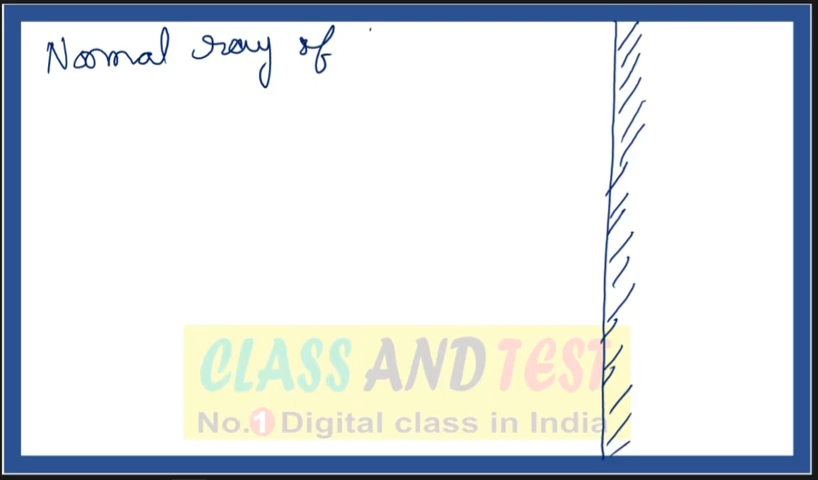 Normal ray of
CLASS AND TEST
No.1 Digital class in India